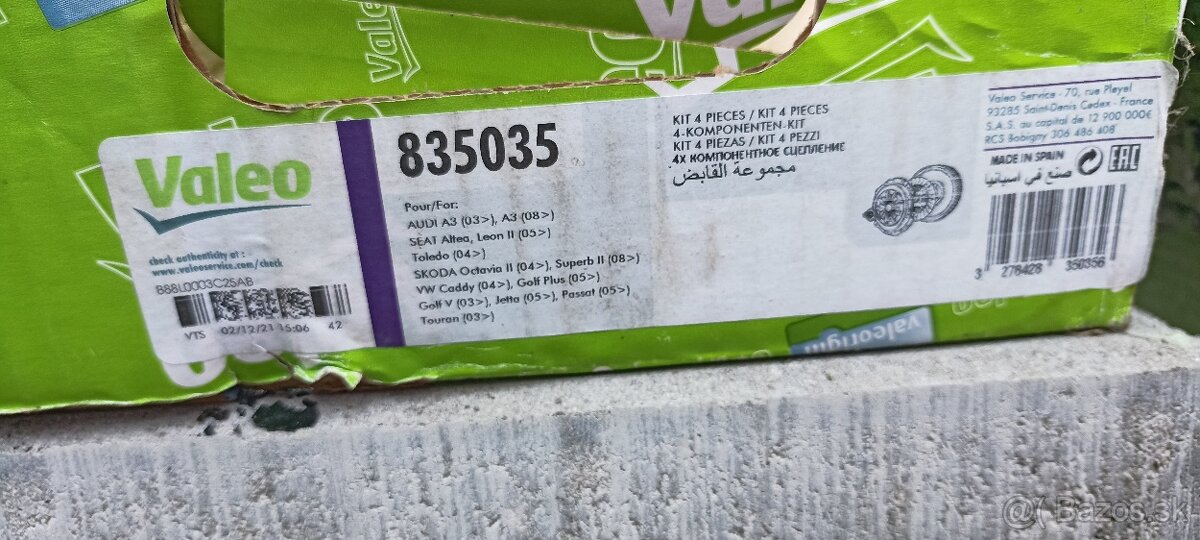 Valeo
Valeo
check authenticity at :
www.valeoservice.com/check
B88L0003C25AB
VTS 02/12/21 15:06 42
835035
Pour/For:
AUDI A3 (03>), A3 (08>)
SEAT Altea, Leon II (05>)
Toledo (04>)
SKODA Octavia II (04>), Superb II (08>)
VW Caddy (04>), Golf Plus (05>)
Golf V (03>), Jetta (05>), Passat (05>)
Touran (03>)
KIT 4 PIECES / KIT 4 PIECES
4-KOMPONENTEN-KIT
KIT 4 PIEZAS / KIT 4 PEZZI
4X КОМПОНЕНТНОЕ СЦЕПЛЕНИЕ
مجموعة القابض
Valeo Service - 70, rue Pleyel
93285 Saint-Denis Cedex - France
S.A.S. au capital de 12 900 000€
RCS Bobigny 306 486 408
MADE IN SPAIN
صنع في اسبانيا
EAC
3 276428 350356
@( Bazos.sk